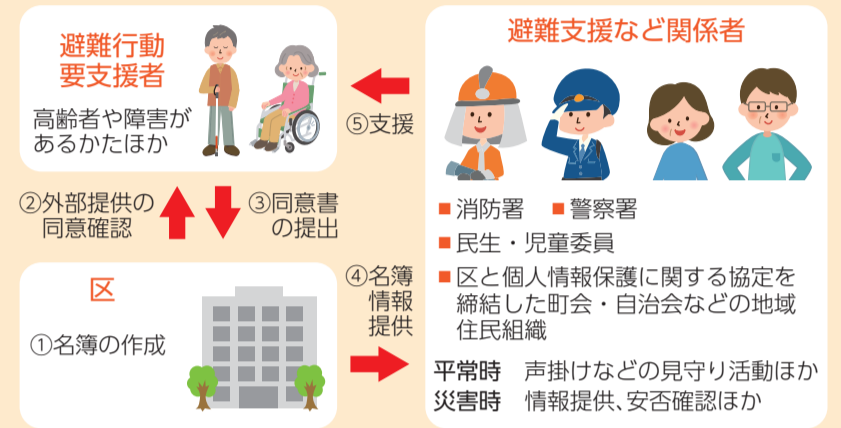 避難行動
要支援者
高齢者や障害が
あるかたほか
②外部提供の
同意確認
③同意書
の提出
区
①名簿の作成
④名簿
情報
提供
⑤支援
避難支援など関係者
■消防署 ■警察署
■民生・児童委員
■区と個人情報保護に関する協定を
締結した町会・自治会などの地域
住民組織
平常時 声掛けなどの見守り活動ほか
災害時 情報提供、安否確認ほか